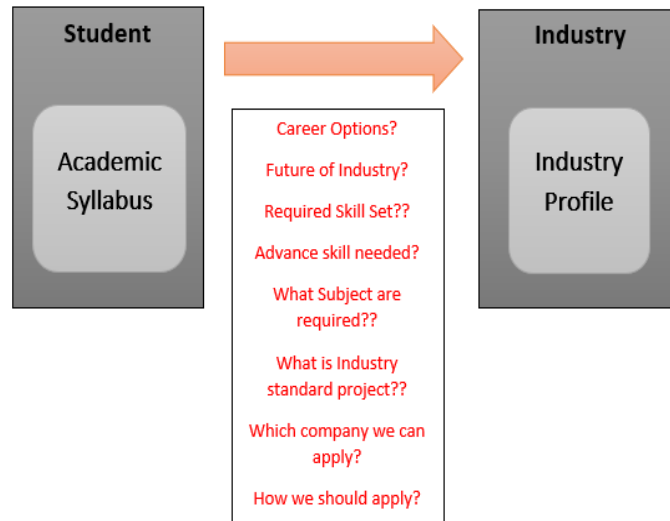 Student
Academic
Syllabus
Career Options?
Future of Industry?
Required Skill Set??
Advance skill needed?
What Subject are
required??
What is Industry
standard project??
Which company we can
apply?
How we should apply?
Industry
Industry
Profile